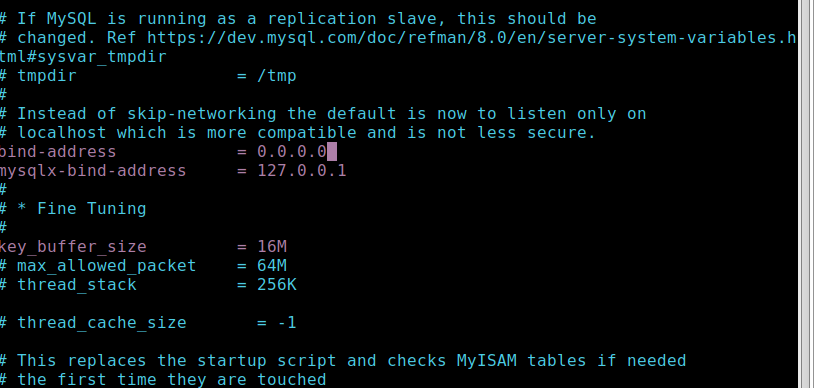 # If MySQL is running as a replication slave, this should be
# changed. Ref https://dev.mysql.com/doc/refman/8.0/en/server-system-variables.h
tml#sysvar_tmpdir
# tmpdir                = /tmp
#
# Instead of skip-networking the default is now to listen only on
# localhost which is more compatible and is not less secure.
bind-address            = 0.0.0.0
mysqlx-bind-address     = 127.0.0.1
#
# * Fine Tuning
#
key_buffer_size         = 16M
# max_allowed_packet    = 64M
# thread_stack          = 256K

# thread_cache_size       = -1

# This replaces the startup script and checks MyISAM tables if needed
# the first time they are touched